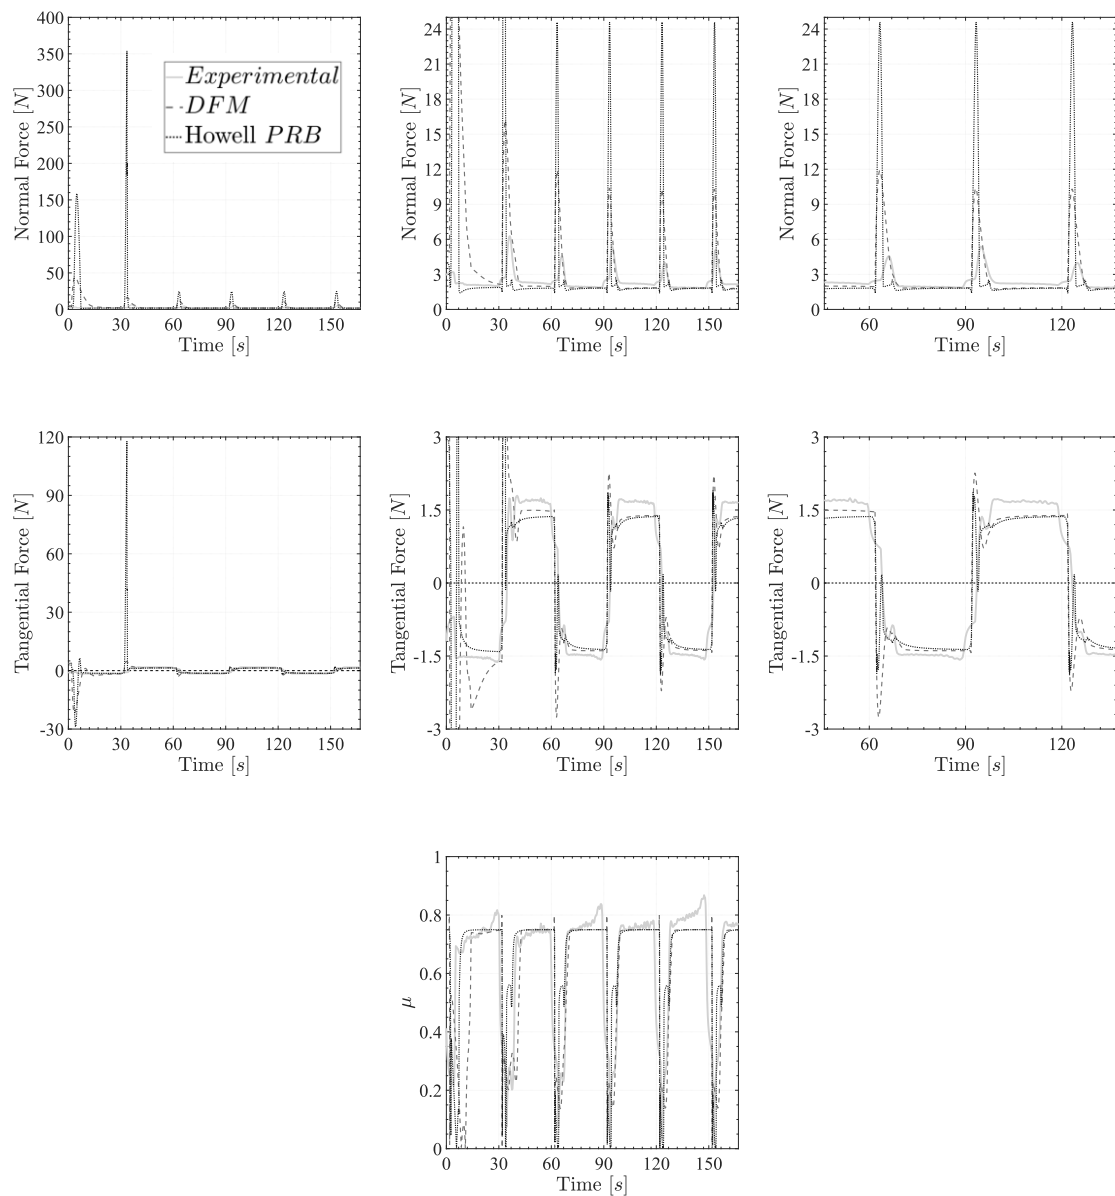 400
350
300
250
200
150
100
50
0
Normal Force [N]
0 30 60 90 120 150
Time [s]
Experimental
DFM
Howell PRB
24
21
18
15
12
9
6
3
0
Normal Force [N]
0 30 60 90 120 150
Time [s]
24
21
18
15
12
9
6
3
0
Normal Force [N]
60 90 120
Time [s]
120
90
60
30
0
-30
Tangential Force [N]
0 30 60 90 120 150
Time [s]
3
1.5
0
-1.5
-3
Tangential Force [N]
0 30 60 90 120 150
Time [s]
3
1.5
0
-1.5
-3
Tangential Force [N]
60 90 120
Time [s]
1
0.8
0.6
0.4
0.2
0
μ
0 30 60 90 120 150
Time [s]